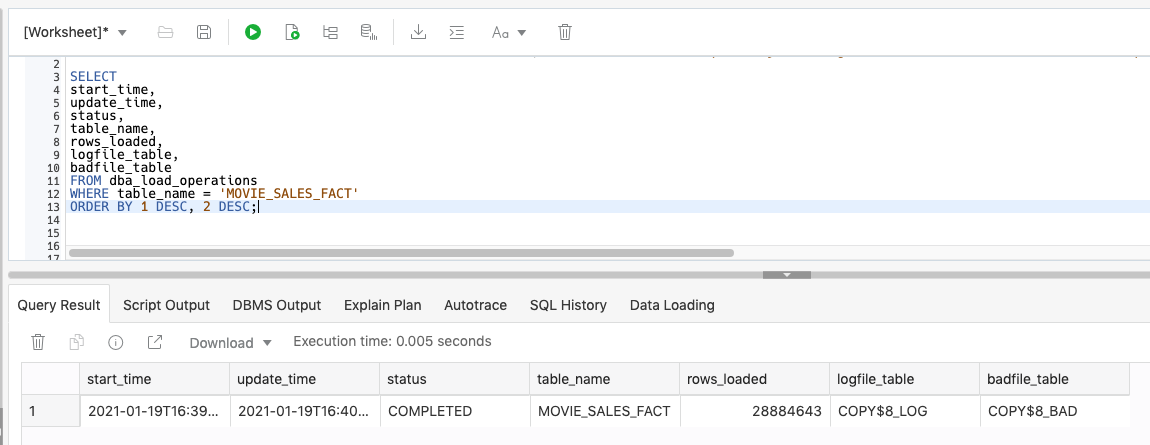 [Worksheet]*
Aa
2
3 SELECT
4 start_time,
5 update_time,
6 status,
7 table_name,
8 rows_loaded,
9 logfile_table,
10 badfile_table
11 FROM dba_load_operations
12 WHERE table_name = 'MOVIE_SALES_FACT'
13 ORDER BY 1 DESC, 2 DESC;
14
15
16
17
Query Result Script Output DBMS Output Explain Plan Autotrace SQL History Data Loading
Download Execution time: 0.005 seconds
start_time update_time status table_name rows_loaded logfile_table badfile_table
1 2021-01-19T16:39... 2021-01-19T16:40... COMPLETED MOVIE_SALES_FACT 28884643 COPY$8_LOG COPY$8_BAD